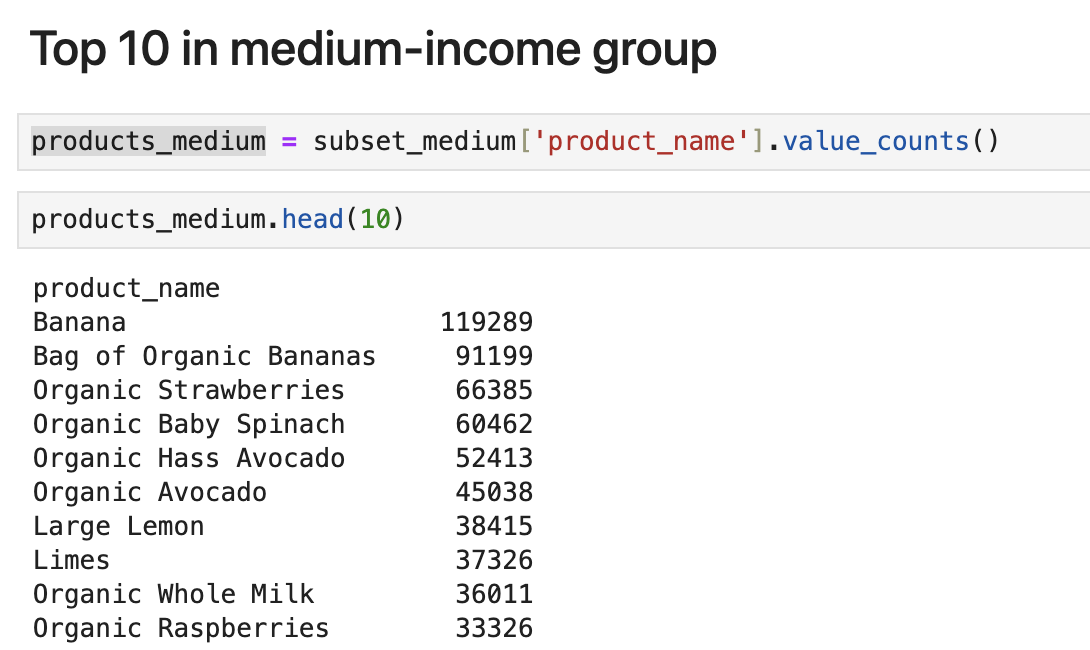 Top 10 in medium-income group
products_medium = subset_medium['product_name'].value_counts()
products_medium.head(10)
product_name
Banana 119289
Bag of Organic Bananas 91199
Organic Strawberries 66385
Organic Baby Spinach 60462
Organic Hass Avocado 52413
Organic Avocado 45038
Large Lemon 38415
Limes 37326
Organic Whole Milk 36011
Organic Raspberries 33326